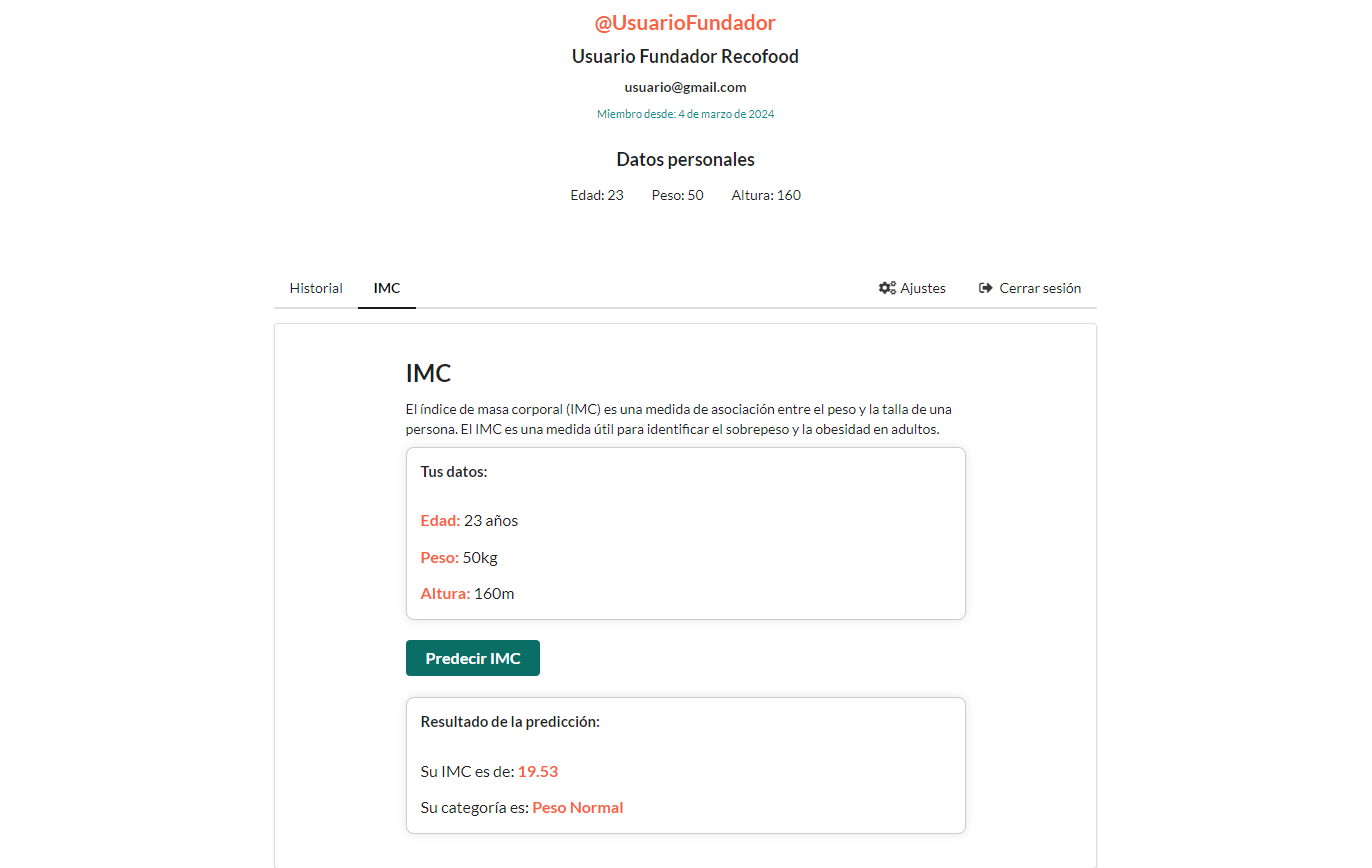 @UsuarioFundador
Usuario Fundador Recofood
usuario@gmail.com
Miembro desde: 4 de marzo de 2024
Datos personales
Edad: 23 Peso: 50 Altura: 160
Historial IMC Ajustes Cerrar sesión
IMC
El índice de masa corporal (IMC) es una medida de asociación entre el peso y la talla de una
persona. El IMC es una medida útil para identificar el sobrepeso y la obesidad en adultos.
Tus datos:
Edad: 23 años
Peso: 50kg
Altura: 160m
Predecir IMC
Resultado de la predicción:
Su IMC es de: 19.53
Su categoría es: Peso Normal